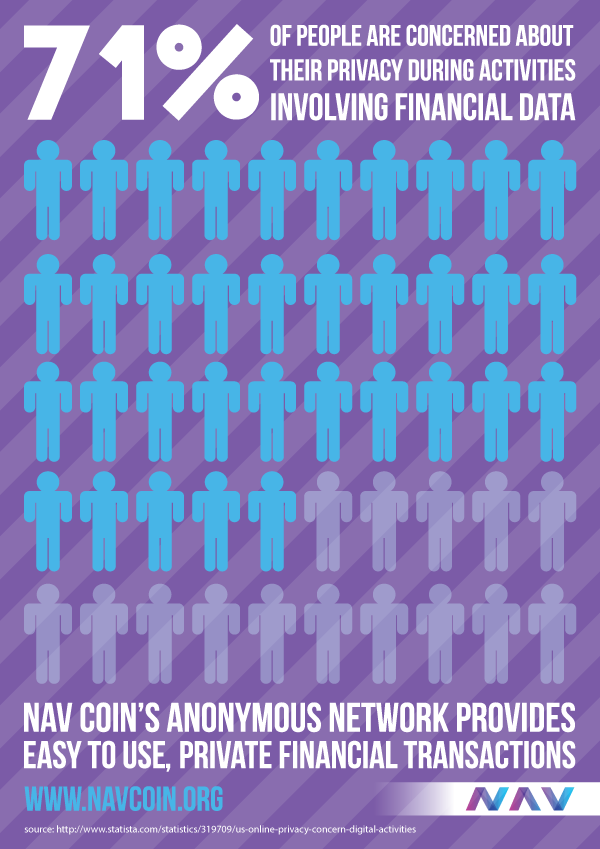 71%
OF PEOPLE ARE CONCERNED ABOUT
THEIR PRIVACY DURING ACTIVITIES
INVOLVING FINANCIAL DATA
NAV COIN'S ANONYMOUS NETWORK PROVIDES
EASY TO USE, PRIVATE FINANCIAL TRANSACTIONS
WWW.NAVCOIN.ORG
NAV
source: http://www.statista.com/statistics/319709/us-online-privacy-concern-digital-activities